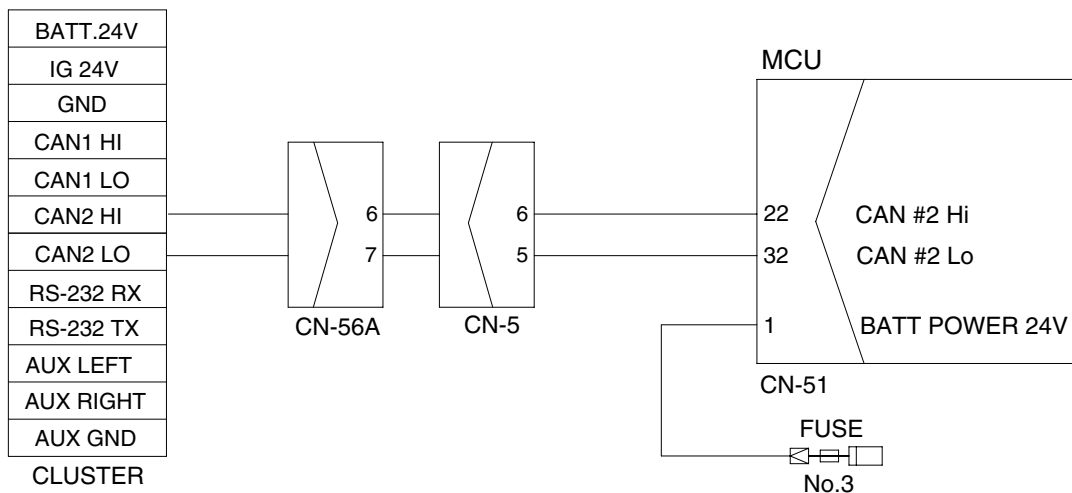 BATT.24V
IG 24V
GND
CAN1 HI
CAN1 LO
CAN2 HI
CAN2 LO
RS-232 RX
RS-232 TX
AUX LEFT
AUX RIGHT
AUX GND
CLUSTER
6
7
CN-56A
6
5
CN-5
MCU
22 CAN #2 Hi
32 CAN #2 Lo
1 BATT POWER 24V
CN-51
FUSE
No.3